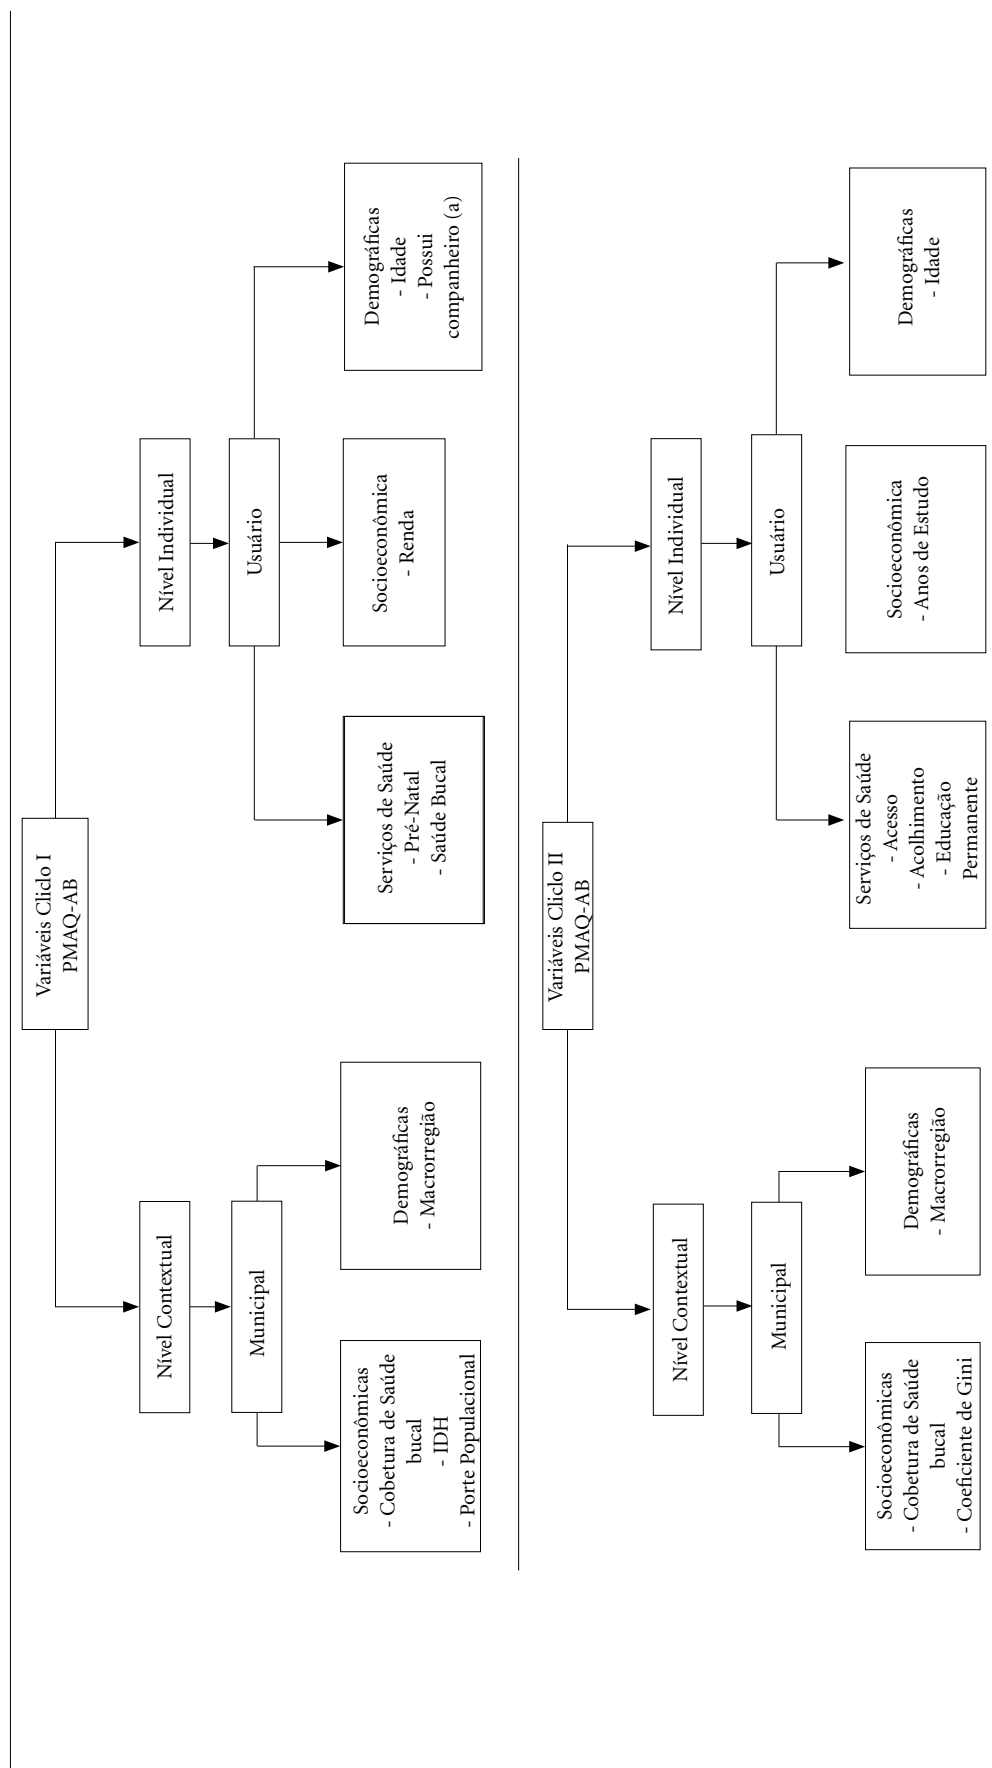 Variáveis Cliclo I
PMAQ-AB
Nível Contextual
Nível Individual
Municipal
Usuário
Socioeconômicas
- Cobetura de Saúde
bucal
- IDH
- Porte Populacional
Demográficas
- Macrorregião
Serviços de Saúde
- Pré-Natal
- Saúde Bucal
Socioeconômica
- Renda
Demográficas
- Idade
- Possui
companheiro (a)
Variáveis Cliclo II
PMAQ-AB
Nível Contextual
Nível Individual
Municipal
Usuário
Socioeconômicas
- Cobetura de Saúde
bucal
- Coeficiente de Gini
Demográficas
- Macrorregião
Serviços de Saúde
- Acesso
- Acolhimento
- Educação
Permanente
Socioeconômica
- Anos de Estudo
Demográficas
- Idade